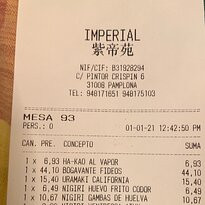 IMPERIAL
紫帝苑
NIF/CIF: B31928294
C/ PINTOR CRISPIN 6
31008 PAMPLONA
TEL: 948171651 948175103
MESA 93
PERS.: 0 01-01-21 12:42:50 PM
CAN. PRE. CONCEPTO SUMA
1 x 6,93 HA-KAO AL VAPOR 6,93
1 x 44,10 BOGAVANTE FIDEOS 44,10
1 x 15,40 URAMAKI CALIFORNIA 15,40
1 x 6,49 NIGIRI HUEVO FRITO CODOR 6,49
1 x 10,67 NIGIRI GAMBAS DE HUELVA 10,67